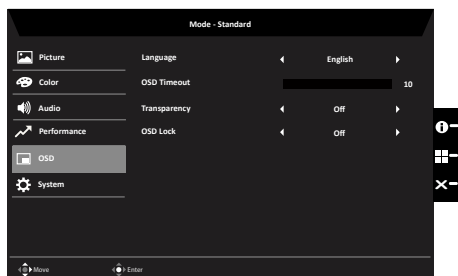 Mode - Standard
Picture
Language English
Color
OSD Timeout 10
Audio
Transparency Off
Performance
OSD Lock Off
OSD
System
Move Enter